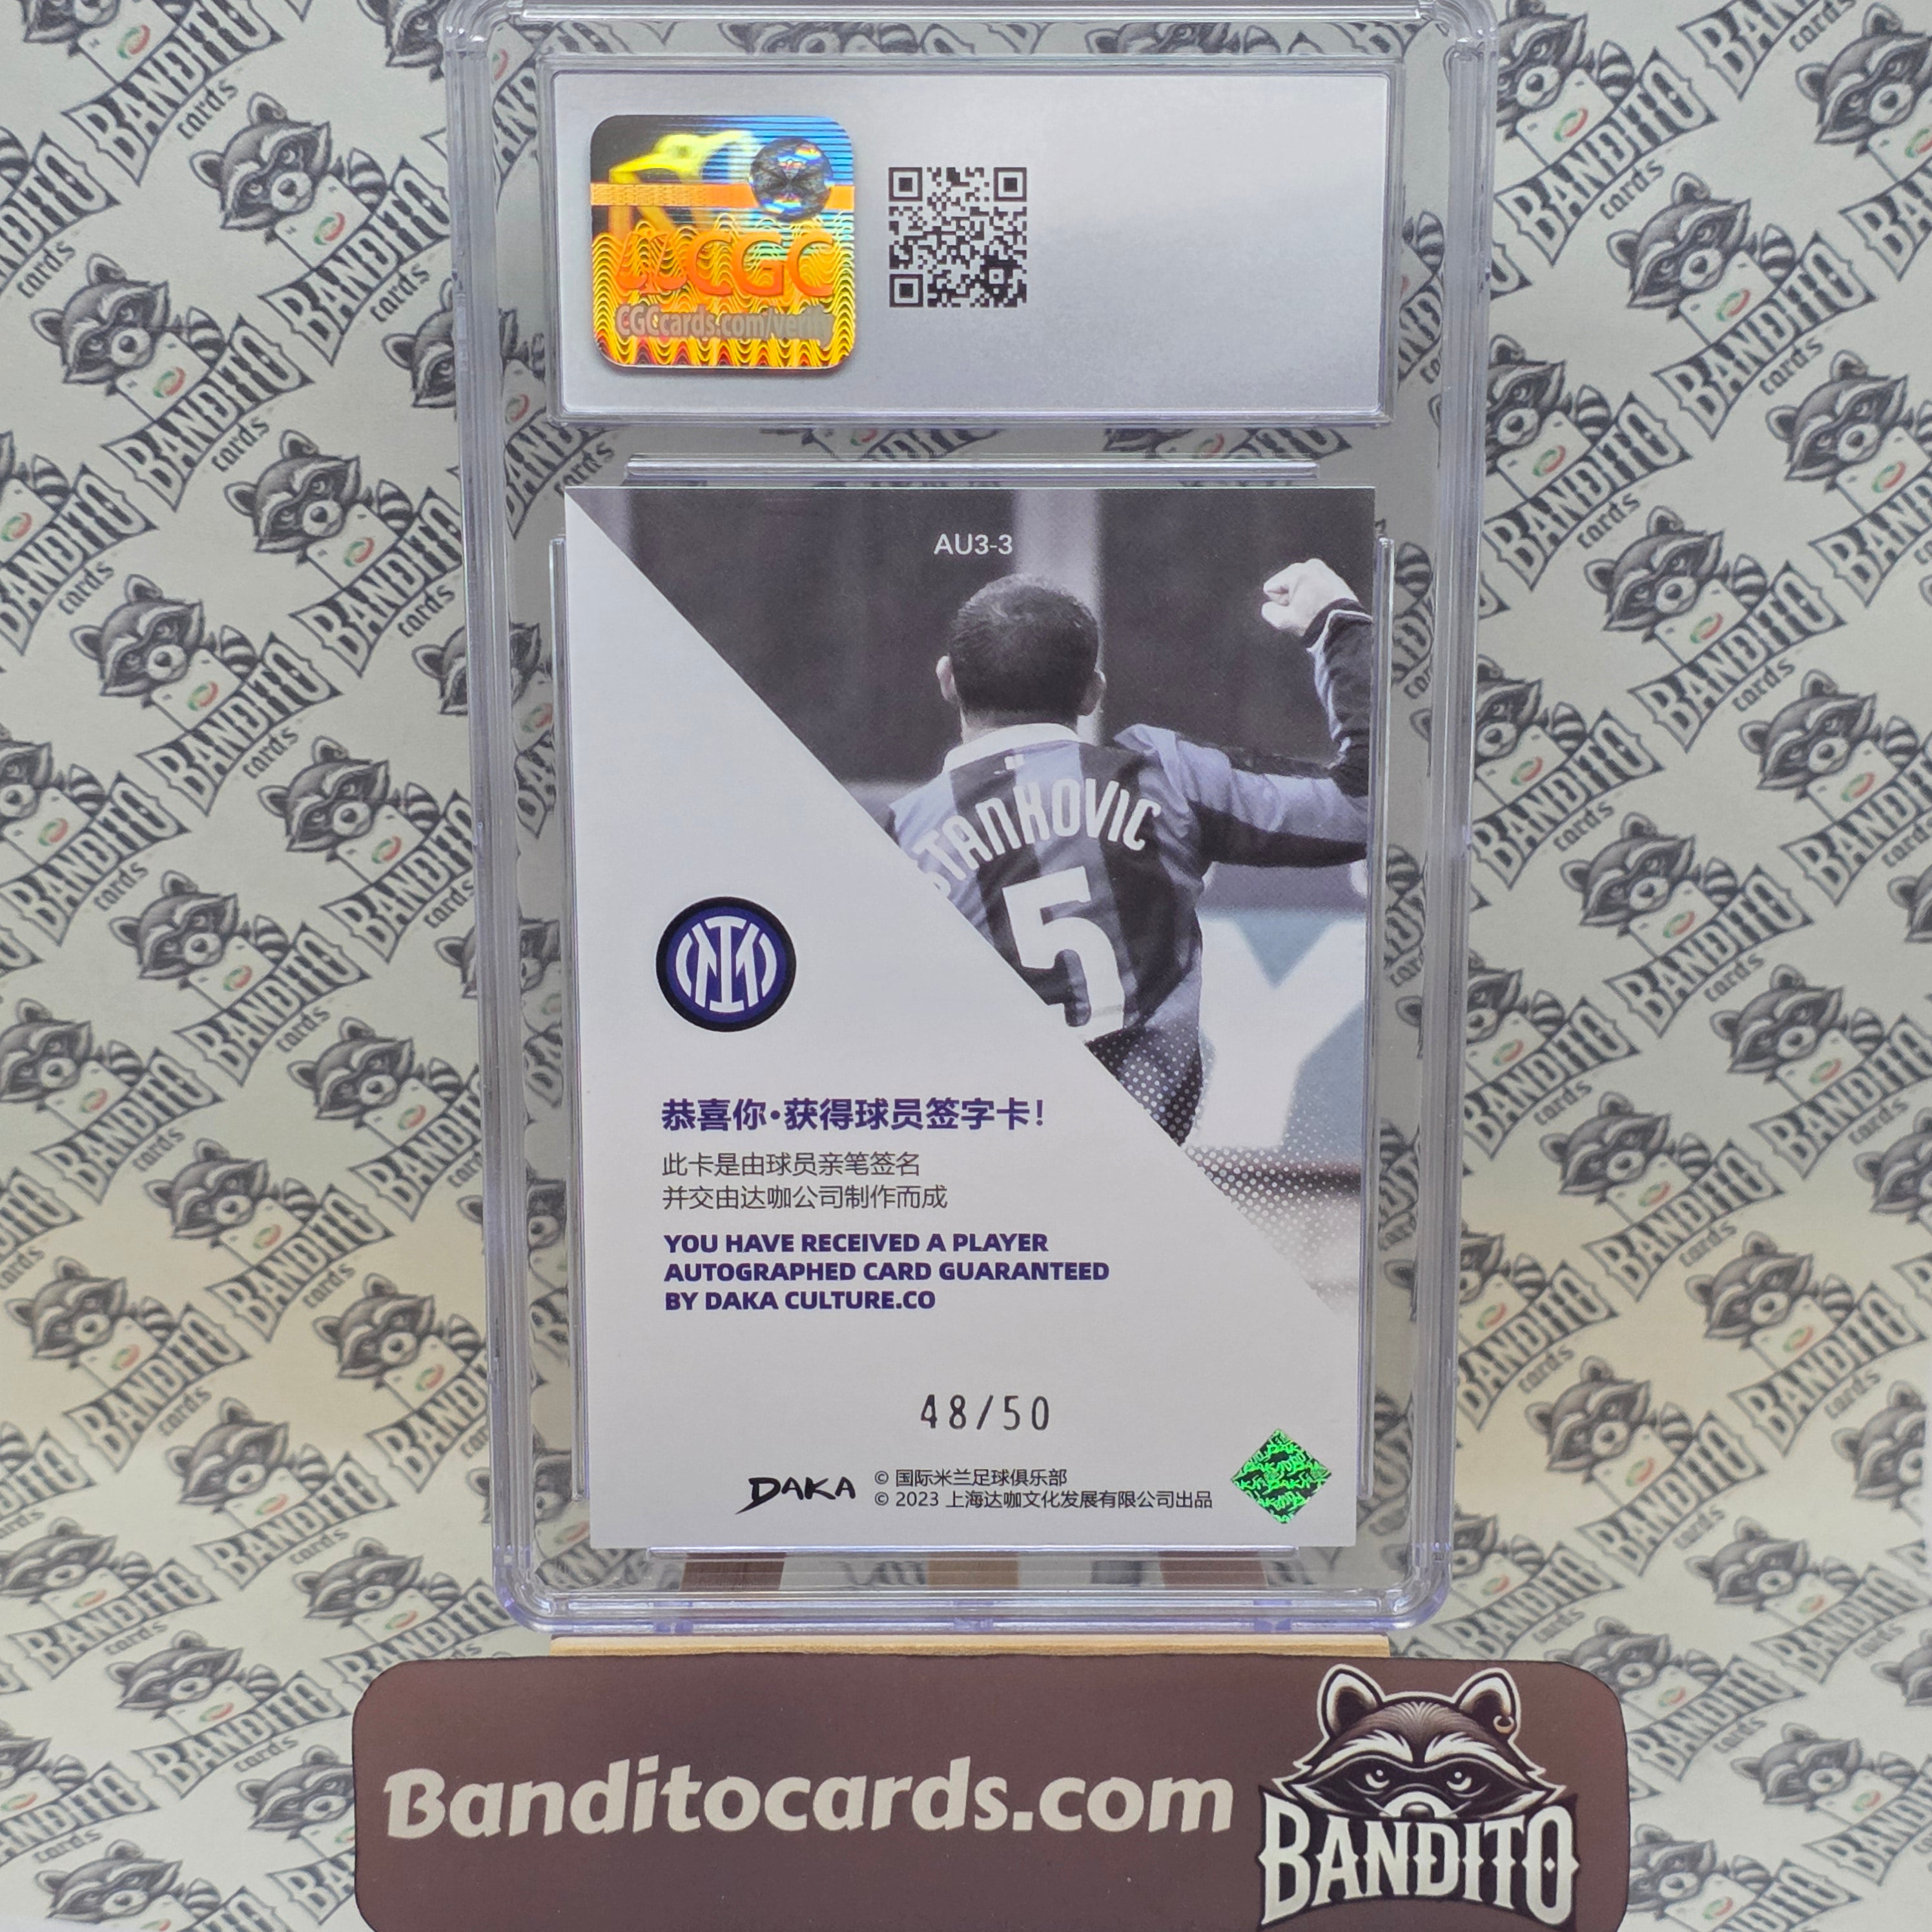 CGC
CGCcards.com/verify
AU3-3
STANKOVIC
5
恭喜你·获得球员签字卡!
此卡是由球员亲笔签名
并交由达咖公司制作而成
YOU HAVE RECEIVED A PLAYER
AUTOGRAPHED CARD GUARANTEED
BY DAKA CULTURE.CO
48/50
DAKA
© 国际米兰足球俱乐部
© 2023 上海达咖文化发展有限公司出品
Banditocards.com
BANDITO
BANDITO
cards